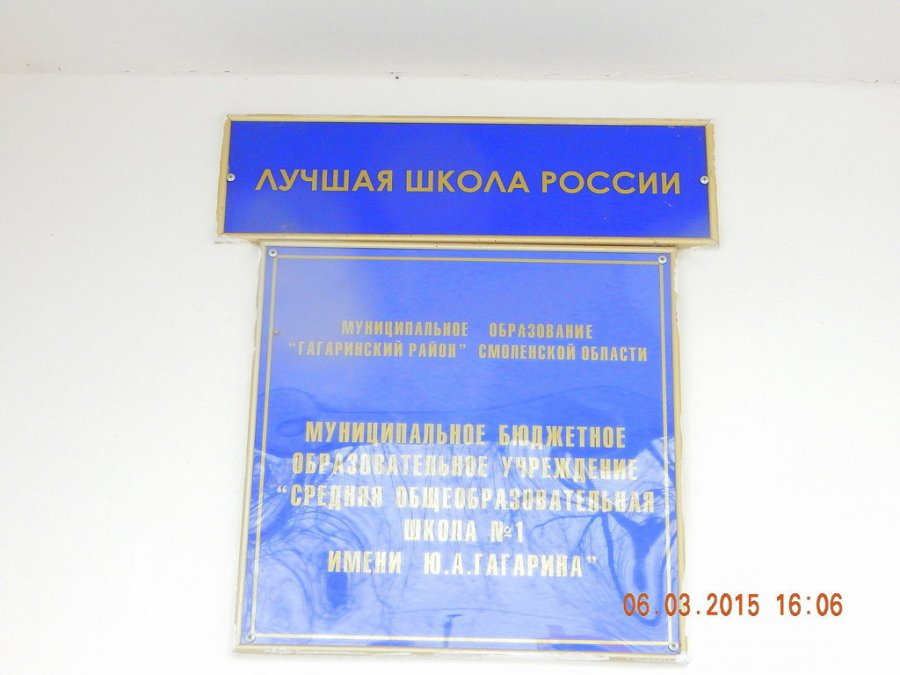 ЛУЧШАЯ ШКОЛА РОССИИ
МУНИЦИПАЛЬНОЕ ОБРАЗОВАНИЕ
"ГАГАРИНСКИЙ РАЙОН" СМОЛЕНСКОЙ ОБЛАСТИ
МУНИЦИПАЛЬНОЕ БЮДЖЕТНОЕ
ОБРАЗОВАТЕЛЬНОЕ УЧРЕЖДЕНИЕ
"СРЕДНЯЯ ОБЩЕОБРАЗОВАТЕЛЬНАЯ
ШКОЛА №1
ИМЕНИ Ю.А.ГАГАРИНА"
06.03.2015 16:06